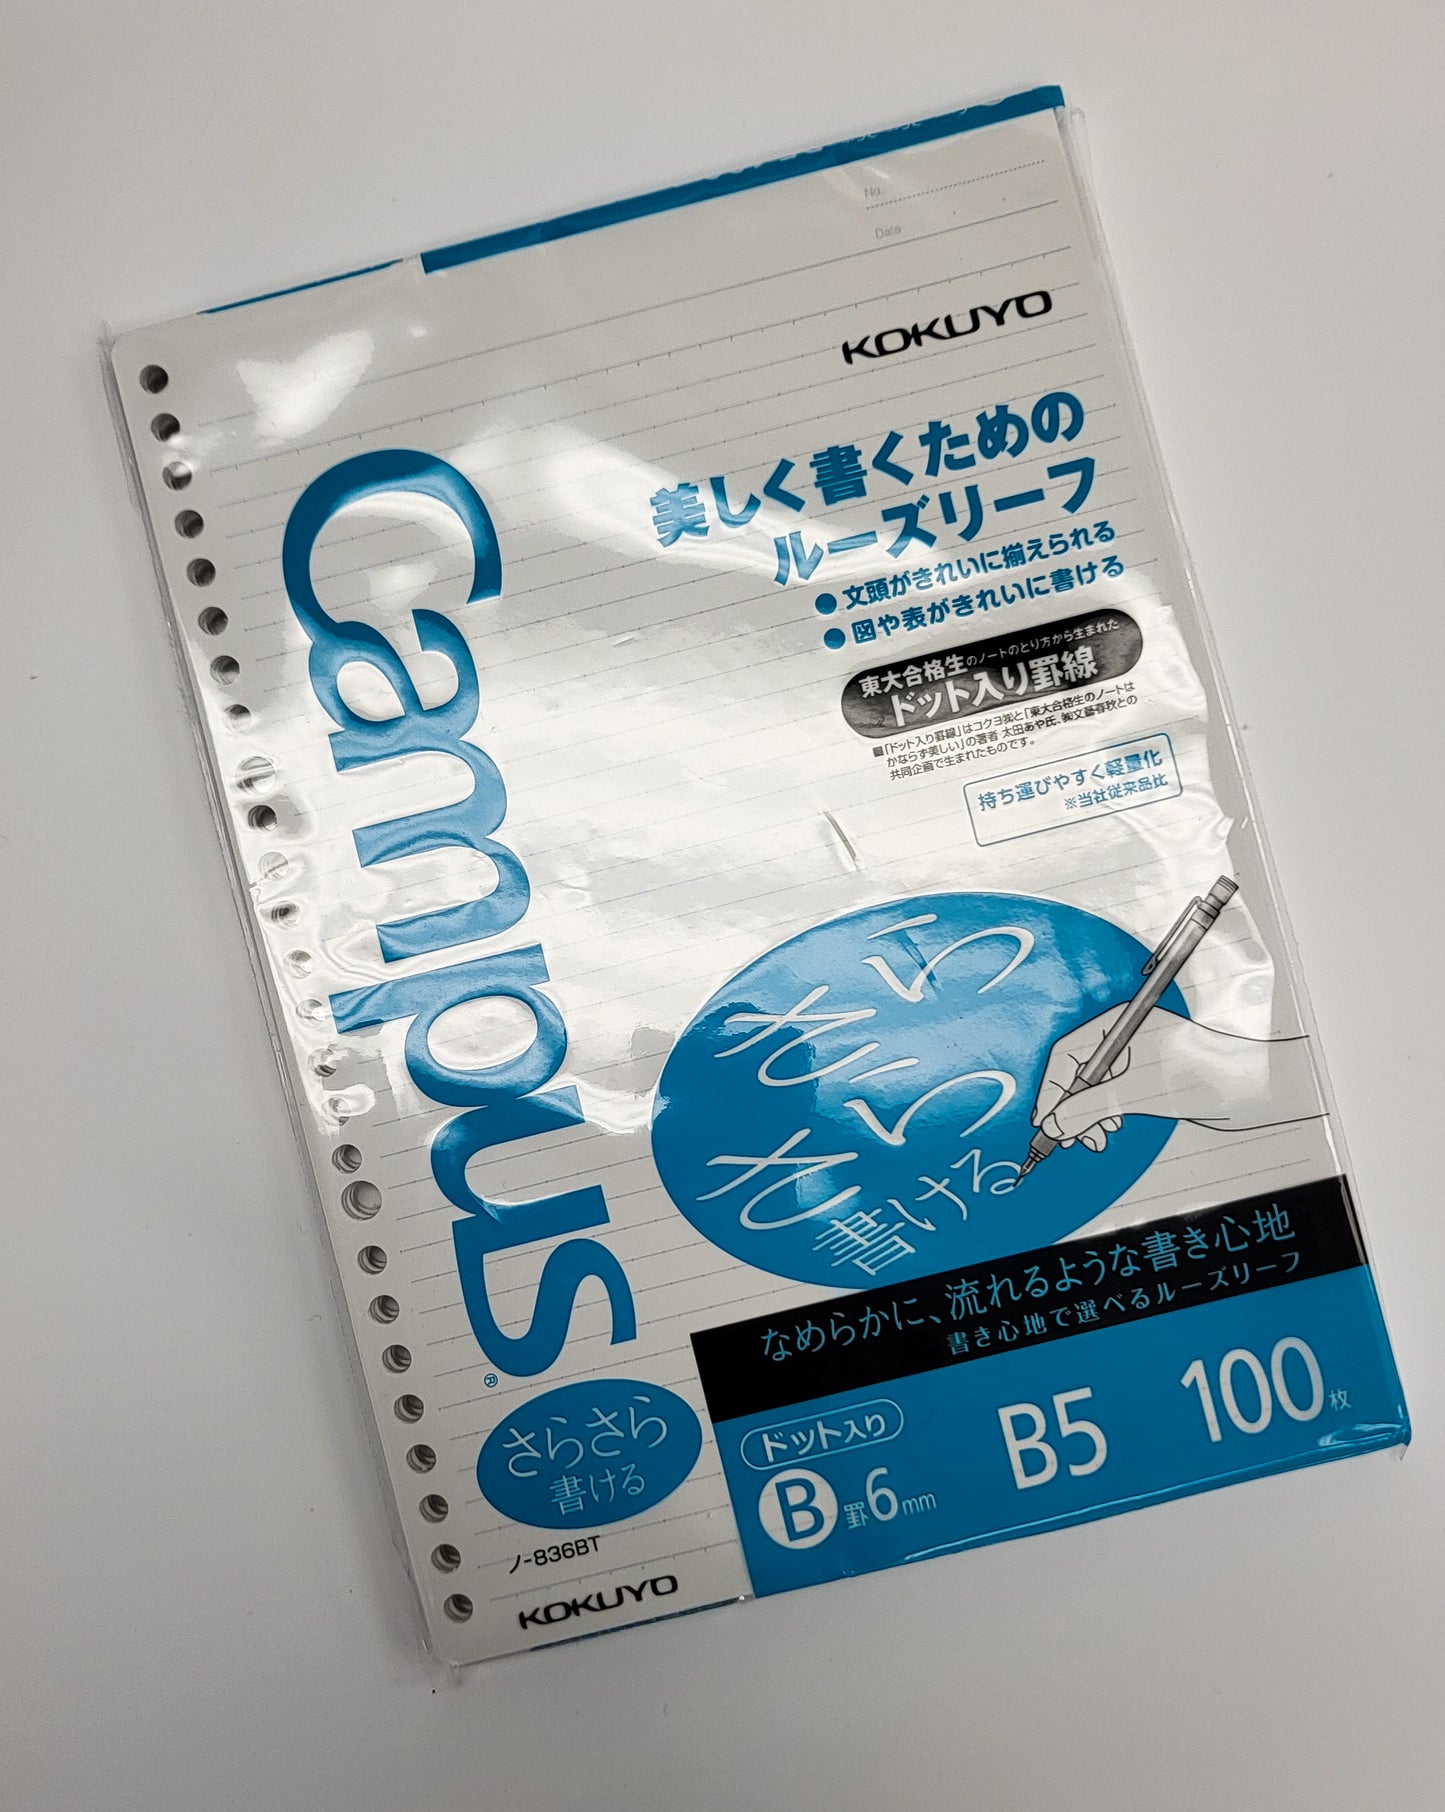 No.
Date
KOKUYO
美しく書くための
ルーズリーフ
●文頭がきれいに揃えられる
●図や表がきれいに書ける
東大合格生のノートのとり方から生まれた
ドット入り罫線
■「ドット入り罫線」はコクヨ㈱と「東大合格生のノートは
かならず美しい」の著者 太田あや氏、㈱文藝春秋との
共同企画で生まれたものです。
持ち運びやすく軽量化
※当社従来品比
Campus®
さら
さら
書ける
なめらかに、流れるような書き心地
書き心地で選べるルーズリーフ
さらさら
書ける
ドット入り
B罫6mm
B5
100枚
ノ-836BT
KOKUYO